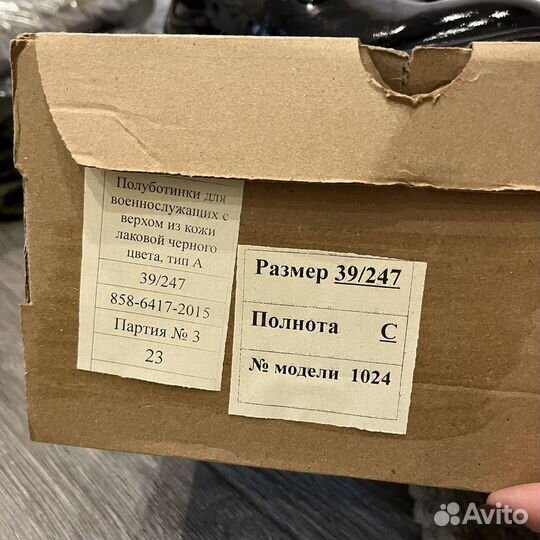 Полуботинки для
военнослужащих с
верхом из кожи
лаковой черного
цвета, тип А
39/247
858-6417-2015
Партия № 3
23
Размер 39/247
Полнота С
№ модели 1024
Avito